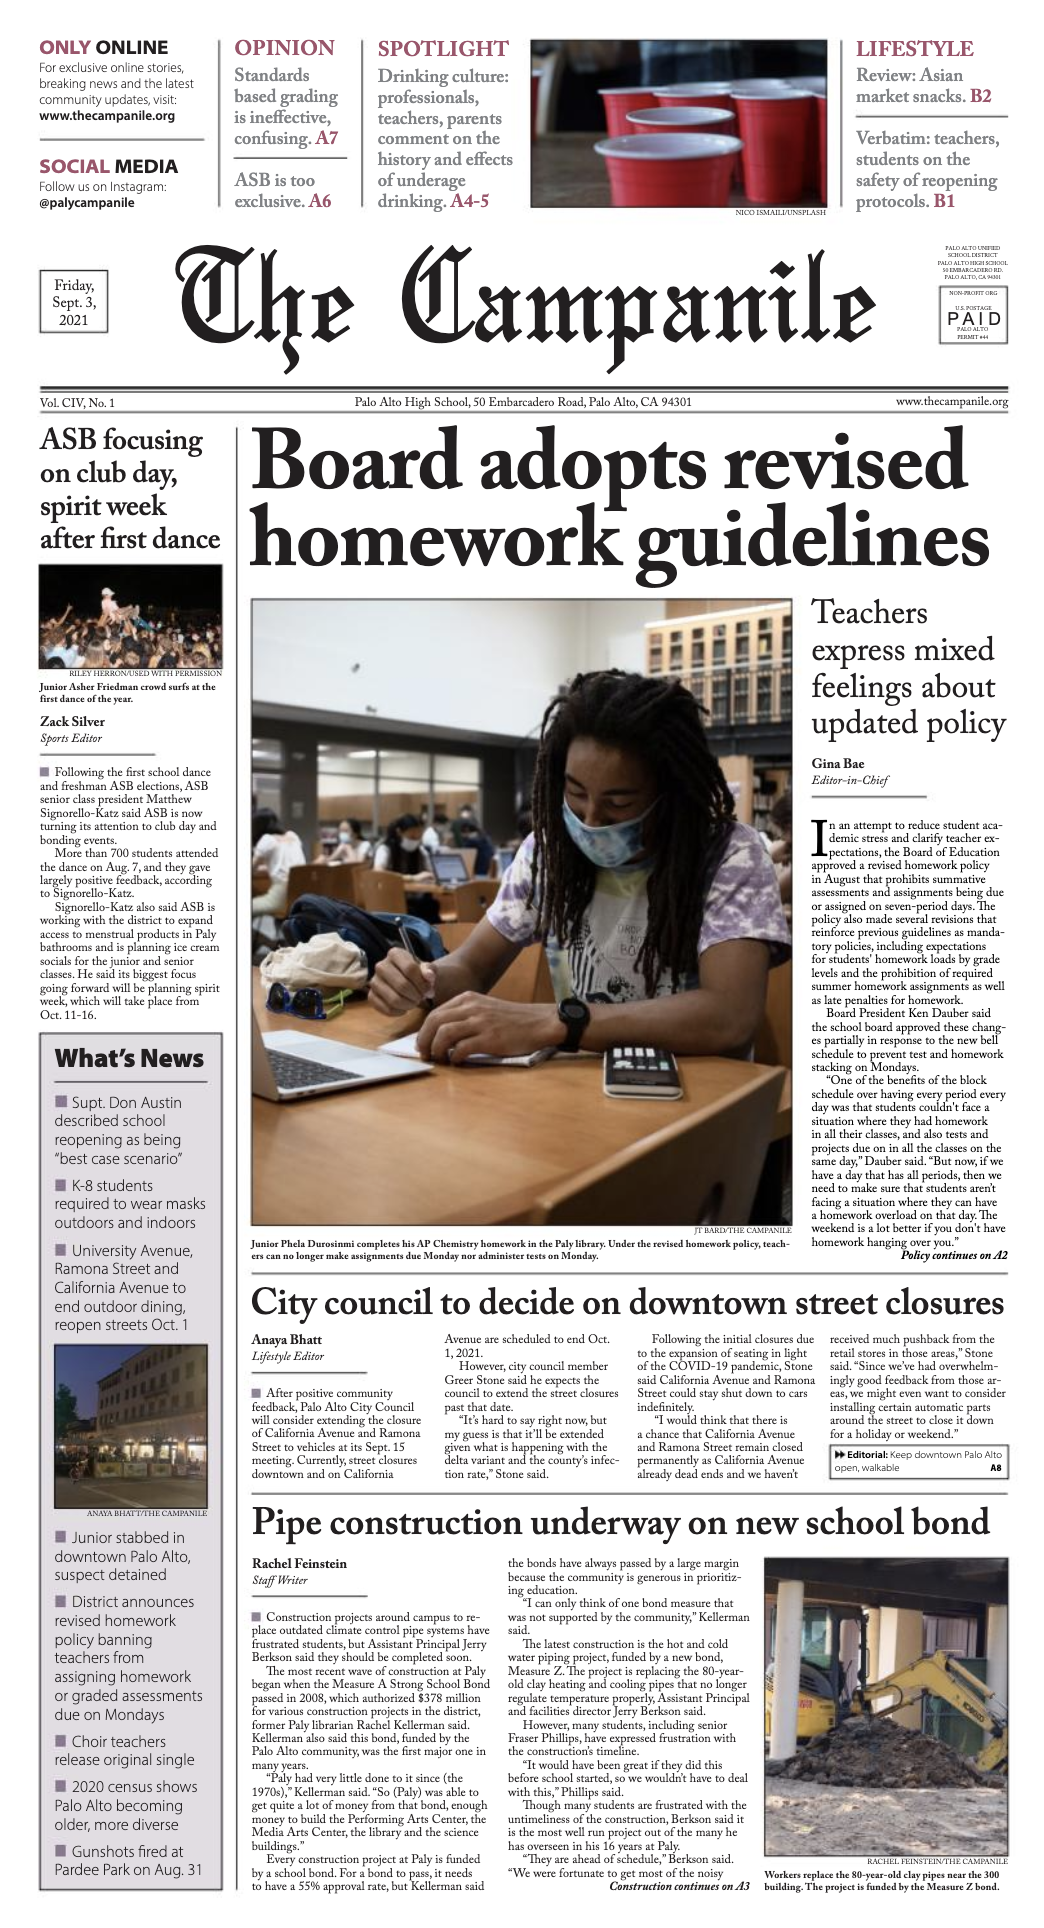 ONLY ONLINE
For exclusive online stories,
breaking news and the latest
community updates, visit:
www.thecampanile.org
SOCIAL MEDIA
Follow us on Instagram:
@palycampanile
OPINION
Standards
based grading
is ineffective,
confusing. A7
ASB is too
exclusive. A6
SPOTLIGHT
Drinking culture:
professionals,
teachers, parents
comment on the
history and effects
of underage
drinking. A4-5
NICO ISMAILI/UNSPLASH
LIFESTYLE
Review: Asian
market snacks. B2
Verbatim: teachers,
students on the
safety of reopening
protocols. B1
Friday,
Sept. 3,
2021
The Campanile
PALO ALTO UNIFIED
SCHOOL DISTRICT
PALO ALTO HIGH SCHOOL
50 EMBARCADERO RD.
PALO ALTO, CA 94301
NON-PROFIT ORG
U.S. POSTAGE
PAID
PALO ALTO
PERMIT #44
Vol. CIV, No. 1
Palo Alto High School, 50 Embarcadero Road, Palo Alto, CA 94301
www.thecampanile.org
ASB focusing
on club day,
spirit week
after first dance
RILEY HERRON/USED WITH PERMISSION
Junior Asher Friedman crowd surfs at the
first dance of the year.
Zack Silver
Sports Editor
Following the first school dance
and freshman ASB elections, ASB
senior class president Matthew
Signorello-Katz said ASB is now
turning its attention to club day and
bonding events.
More than 700 students attended
the dance on Aug. 7, and they gave
largely positive feedback, according
to Signorello-Katz.
Signorello-Katz also said ASB is
working with the district to expand
access to menstrual products in Paly
bathrooms and is planning ice cream
socials for the junior and senior
classes. He said its biggest focus
going forward will be planning spirit
week, which will take place from
Oct. 11-16.
What's News
Supt. Don Austin
described school
reopening as being
"best case scenario"
K-8 students
required to wear masks
outdoors and indoors
University Avenue,
Ramona Street and
California Avenue to
end outdoor dining,
reopen streets Oct. 1
ANAYA BHATT/THE CAMPANILE
Junior stabbed in
downtown Palo Alto,
suspect detained
District announces
revised homework
policy banning
teachers from
assigning homework
or graded assessments
due on Mondays
Choir teachers
release original single
2020 census shows
Palo Alto becoming
older, more diverse
Gunshots fired at
Pardee Park on Aug. 31
Board adopts revised
homework guidelines
JT BARD/THE CAMPANILE
Junior Phela Durosinmi completes his AP Chemistry homework in the Paly library. Under the revised homework policy, teach-
ers can no longer make assignments due Monday nor administer tests on Monday.
Teachers
express mixed
feelings about
updated policy
Gina Bae
Editor-in-Chief
In an attempt to reduce student aca-
demic stress and clarify teacher ex-
pectations, the Board of Education
approved a revised homework policy
in August that prohibits summative
assessments and assignments being due
or assigned on seven-period days. The
policy also made several revisions that
reinforce previous guidelines as manda-
tory policies, including expectations
for students' homework loads by grade
levels and the prohibition of required
summer homework assignments as well
as late penalties for homework.
Board President Ken Dauber said
the school board approved these chang-
es partially in response to the new bell
schedule to prevent test and homework
stacking on Mondays.
"One of the benefits of the block
schedule over having every period every
day was that students couldn't face a
situation where they had homework
in all their classes, and also tests and
projects due on in all the classes on the
same day," Dauber said. "But now, if we
have a day that has all periods, then we
need to make sure that students aren't
facing a situation where they can have
a homework overload on that day. The
weekend is a lot better if you don't have
homework hanging over you."
Policy continues on A2
City council to decide on downtown street closures
Anaya Bhatt
Lifestyle Editor
After positive community
feedback, Palo Alto City Council
will consider extending the closure
of California Avenue and Ramona
Street to vehicles at its Sept. 15
meeting. Currently, street closures
downtown and on California
Avenue are scheduled to end Oct.
1, 2021.
However, city council member
Greer Stone said he expects the
council to extend the street closures
past that date.
"It's hard to say right now, but
my guess is that it'll be extended
given what is happening with the
delta variant and the county's infec-
tion rate," Stone said.
Following the initial closures due
to the expansion of seating in light
of the COVID-19 pandemic, Stone
said California Avenue and Ramona
Street could stay shut down to cars
indefinitely.
"I would think that there is
a chance that California Avenue
and Ramona Street remain closed
permanently as California Avenue
already dead ends and we haven't
received much pushback from the
retail stores in those areas," Stone
said. "Since we've had overwhelm-
ingly good feedback from those ar-
eas, we might even want to consider
installing certain automatic parts
around the street to close it down
for a holiday or weekend."
Editorial: Keep downtown Palo Alto
open, walkable A8
Pipe construction underway on new school bond
Rachel Feinstein
Staff Writer
Construction projects around campus to re-
place outdated climate control pipe systems have
frustrated students, but Assistant Principal Jerry
Berkson said they should be completed soon.
The most recent wave of construction at Paly
began when the Measure A Strong School Bond
passed in 2008, which authorized $378 million
for various construction projects in the district,
former Paly librarian Rachel Kellerman said.
Kellerman also said this bond, funded by the
Palo Alto community, was the first major one in
many years.
"Paly had very little done to it since (the
1970s)," Kellerman said. "So (Paly) was able to
get quite a lot of money from that bond, enough
money to build the Performing Arts Center, the
Media Arts Center, the library and the science
buildings."
Every construction project at Paly is funded
by a school bond. For a bond to pass, it needs
to have a 55% approval rate, but Kellerman said
the bonds have always passed by a large margin
because the community is generous in prioritiz-
ing education.
"I can only think of one bond measure that
was not supported by the community," Kellerman
said.
The latest construction is the hot and cold
water piping project, funded by a new bond,
Measure Z. The project is replacing the 80-year-
old clay heating and cooling pipes that no longer
regulate temperature properly, Assistant Principal
and facilities director Jerry Berkson said.
However, many students, including senior
Fraser Phillips, have expressed frustration with
the construction's timeline.
"It would have been great if they did this
before school started, so we wouldn't have to deal
with this," Phillips said.
Though many students are frustrated with the
untimeliness of the construction, Berkson said it
is the most well run project out of the many he
has overseen in his 16 years at Paly.
"They are ahead of schedule," Berkson said.
"We were fortunate to get most of the noisy
Construction continues on A3
RACHEL FEINSTEIN/THE CAMPANILE
Workers replace the 80-year-old clay pipes near the 300
building. The project is funded by the Measure Z bond.